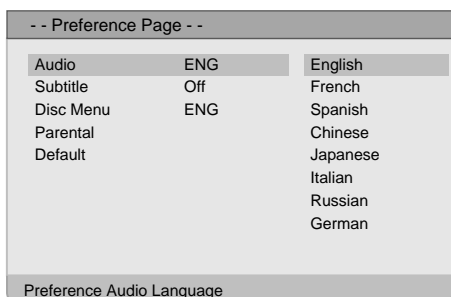 - - Preference Page - -
Audio ENG English
Subtitle Off French
Disc Menu ENG Spanish
Parental Chinese
Default Japanese
Italian
Russian
German
Preference Audio Language